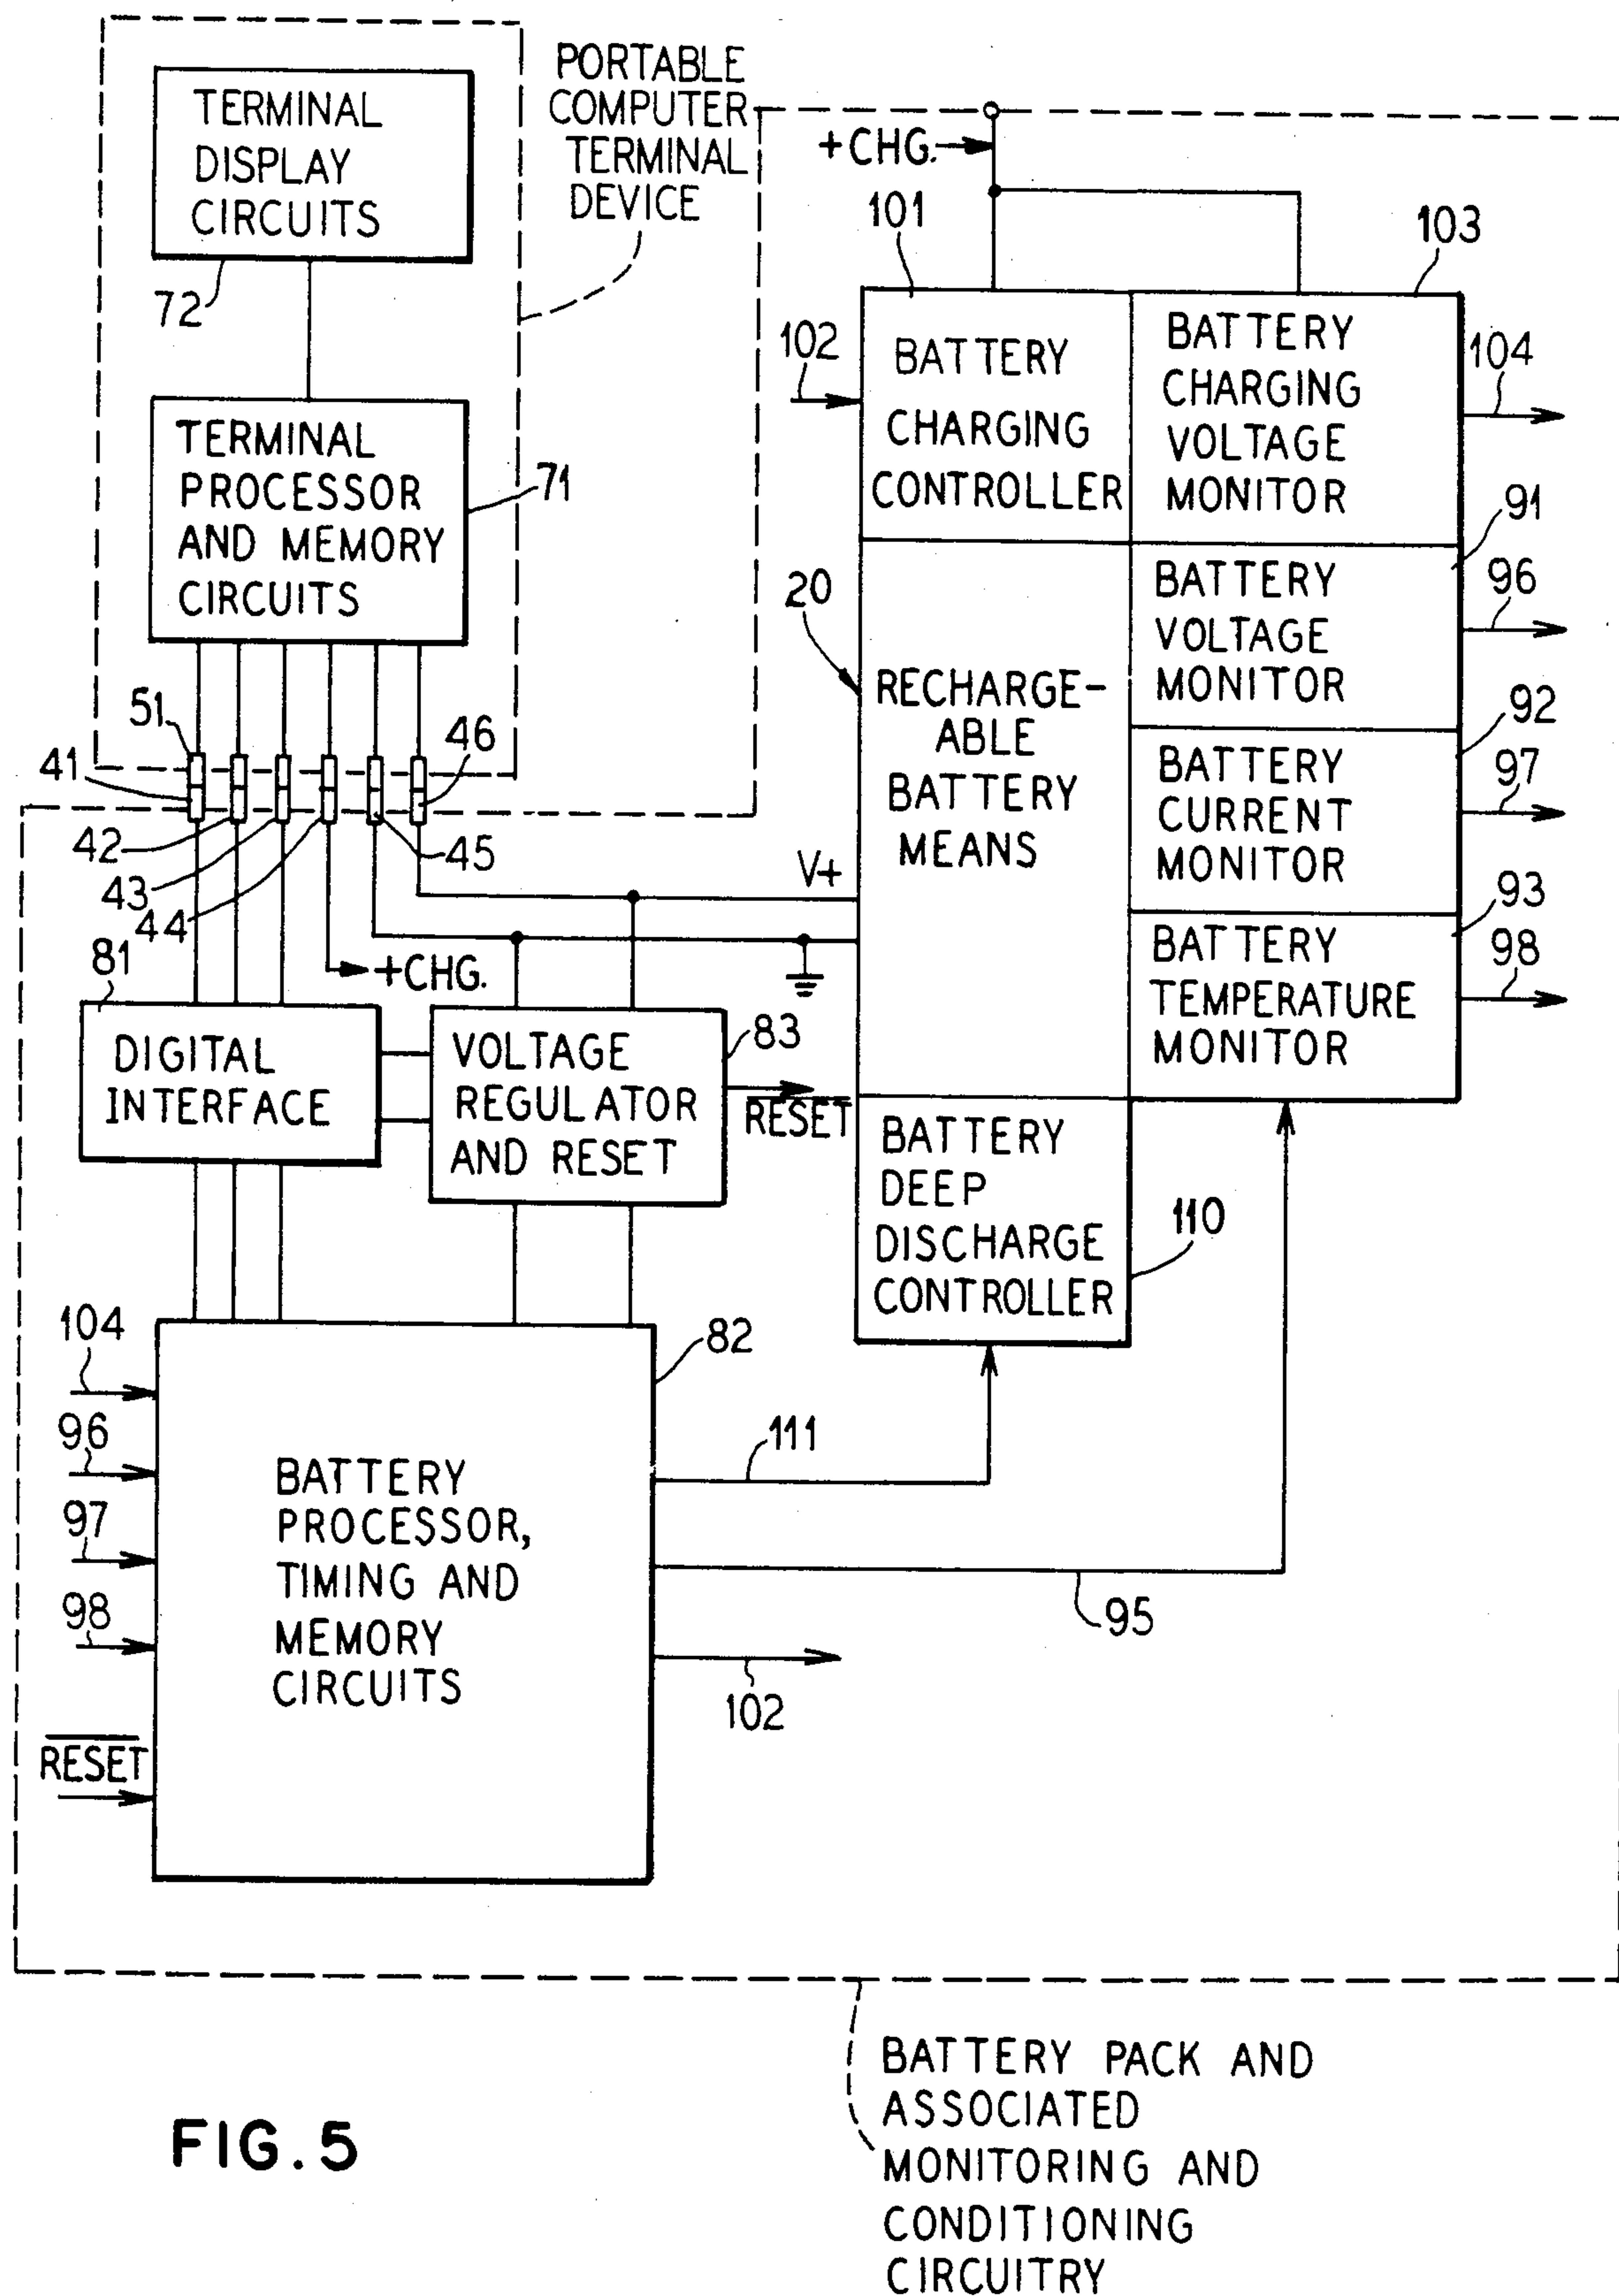 TERMINAL
DISPLAY
CIRCUITS
72
PORTABLE
COMPUTER
TERMINAL
DEVICE
TERMINAL
PROCESSOR
AND MEMORY
CIRCUITS
71
51
41
46
42
43
44
45
+CHG.
V+
81
DIGITAL
INTERFACE
VOLTAGE
REGULATOR
AND RESET
83
RESET
+CHG.
101
103
102
BATTERY
CHARGING
CONTROLLER
BATTERY
CHARGING
VOLTAGE
MONITOR
104
91
20
RECHARGE-
ABLE
BATTERY
MEANS
BATTERY
VOLTAGE
MONITOR
96
92
BATTERY
CURRENT
MONITOR
97
93
BATTERY
TEMPERATURE
MONITOR
98
BATTERY
DEEP
DISCHARGE
CONTROLLER
110
104
96
97
98
RESET
82
BATTERY
PROCESSOR,
TIMING AND
MEMORY
CIRCUITS
111
95
102
BATTERY PACK AND
ASSOCIATED
MONITORING AND
CONDITIONING
CIRCUITRY
FIG. 5